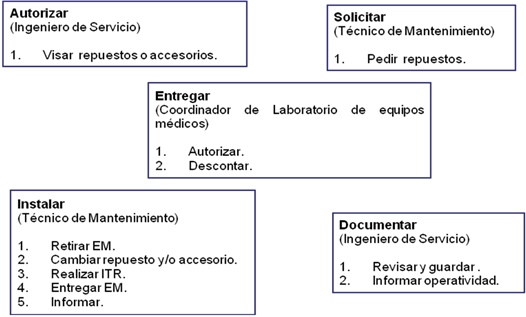 Autorizar
(Ingeniero de Servicio)
1. Visar repuestos o accesorios.
Solicitar
(Técnico de Mantenimiento)
1. Pedir repuestos.
Entregar
(Coordinador de Laboratorio de equipos
médicos)
1. Autorizar.
2. Descontar.
Instalar
(Técnico de Mantenimiento)
1. Retirar EM.
2. Cambiar repuesto y/o accesorio.
3. Realizar ITR.
4. Entregar EM.
5. Informar.
Documentar
(Ingeniero de Servicio)
1. Revisar y guardar .
2. Informar operatividad.